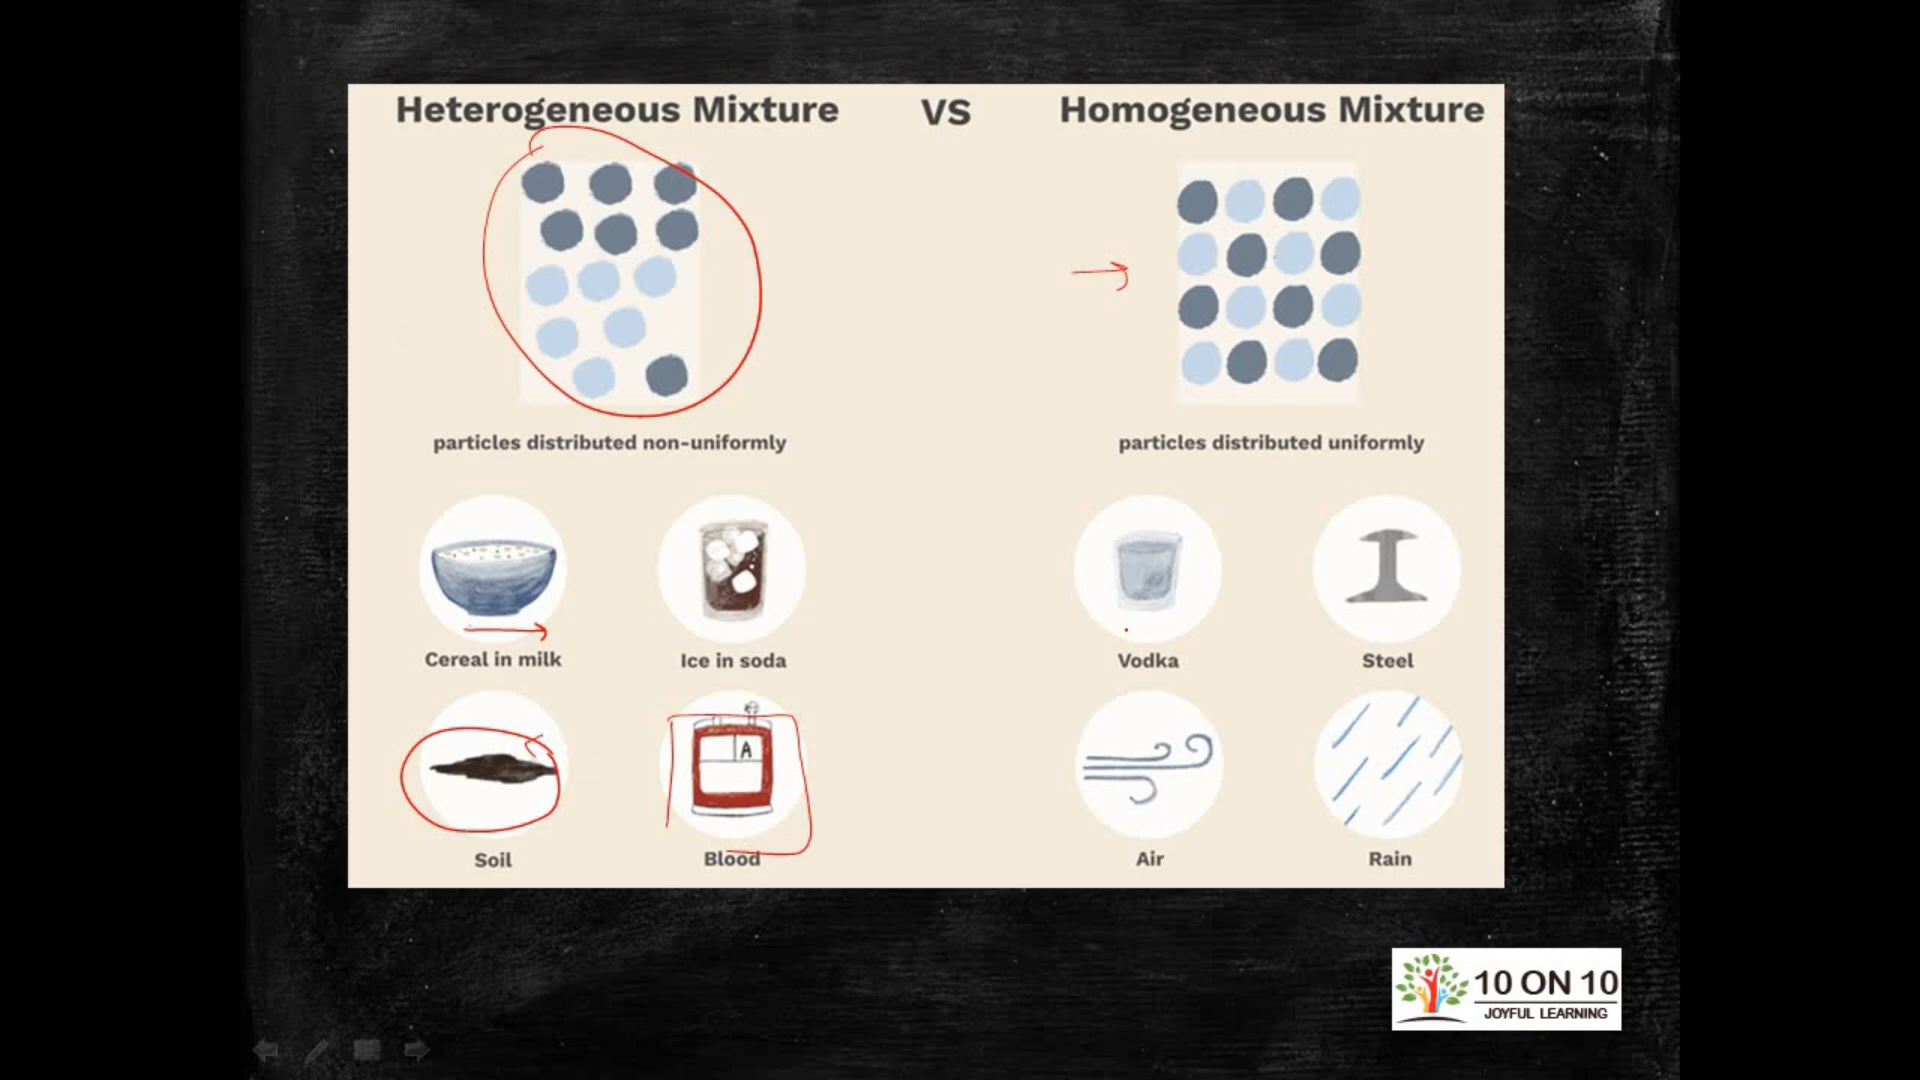 Heterogeneous Mixture VS Homogeneous Mixture
particles distributed non-uniformly
particles distributed uniformly
Cereal in milk
Ice in soda
Vodka
Steel
A
Soil
Blood
Air
Rain
10 ON 10
JOYFUL LEARNING